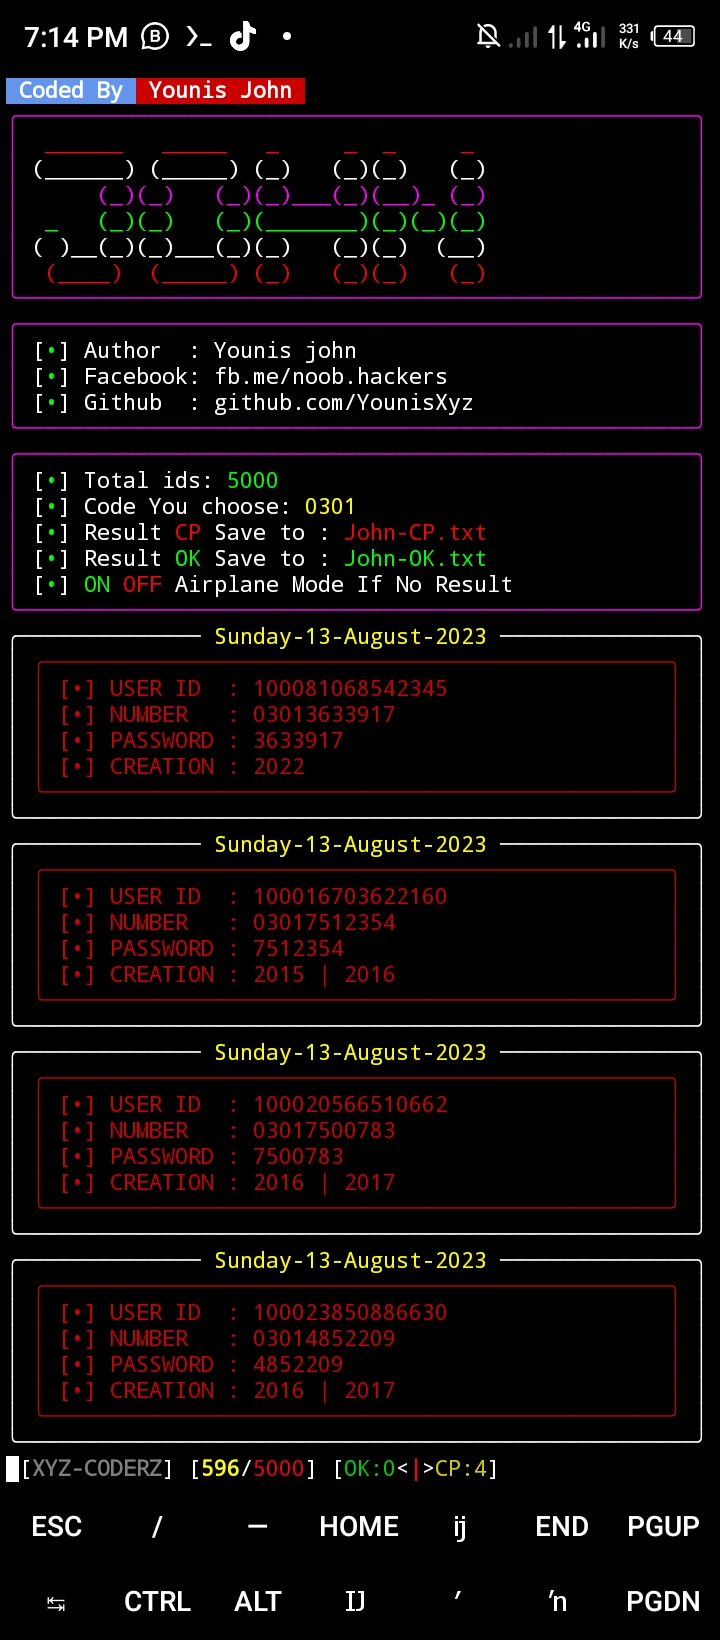 7:14 PM 4G 331 K/s 44
Coded By Younis John
[•] Author : Younis john
[•] Facebook: fb.me/noob.hackers
[•] Github : github.com/YounisXyz
[•] Total ids: 5000
[•] Code You choose: 0301
[•] Result CP Save to : John-CP.txt
[•] Result OK Save to : John-OK.txt
[•] ON OFF Airplane Mode If No Result
Sunday-13-August-2023
[•] USER ID : 100081068542345
[•] NUMBER : 03013633917
[•] PASSWORD : 3633917
[•] CREATION : 2022
Sunday-13-August-2023
[•] USER ID : 100016703622160
[•] NUMBER : 03017512354
[•] PASSWORD : 7512354
[•] CREATION : 2015 | 2016
Sunday-13-August-2023
[•] USER ID : 100020566510662
[•] NUMBER : 03017500783
[•] PASSWORD : 7500783
[•] CREATION : 2016 | 2017
Sunday-13-August-2023
[•] USER ID : 100023850886630
[•] NUMBER : 03014852209
[•] PASSWORD : 4852209
[•] CREATION : 2016 | 2017
[XYZ-CODERZ] [596/5000] [OK:0<|>CP:4]
ESC / — HOME ij END PGUP
↹ CTRL ALT IJ ʼ ŉ PGDN